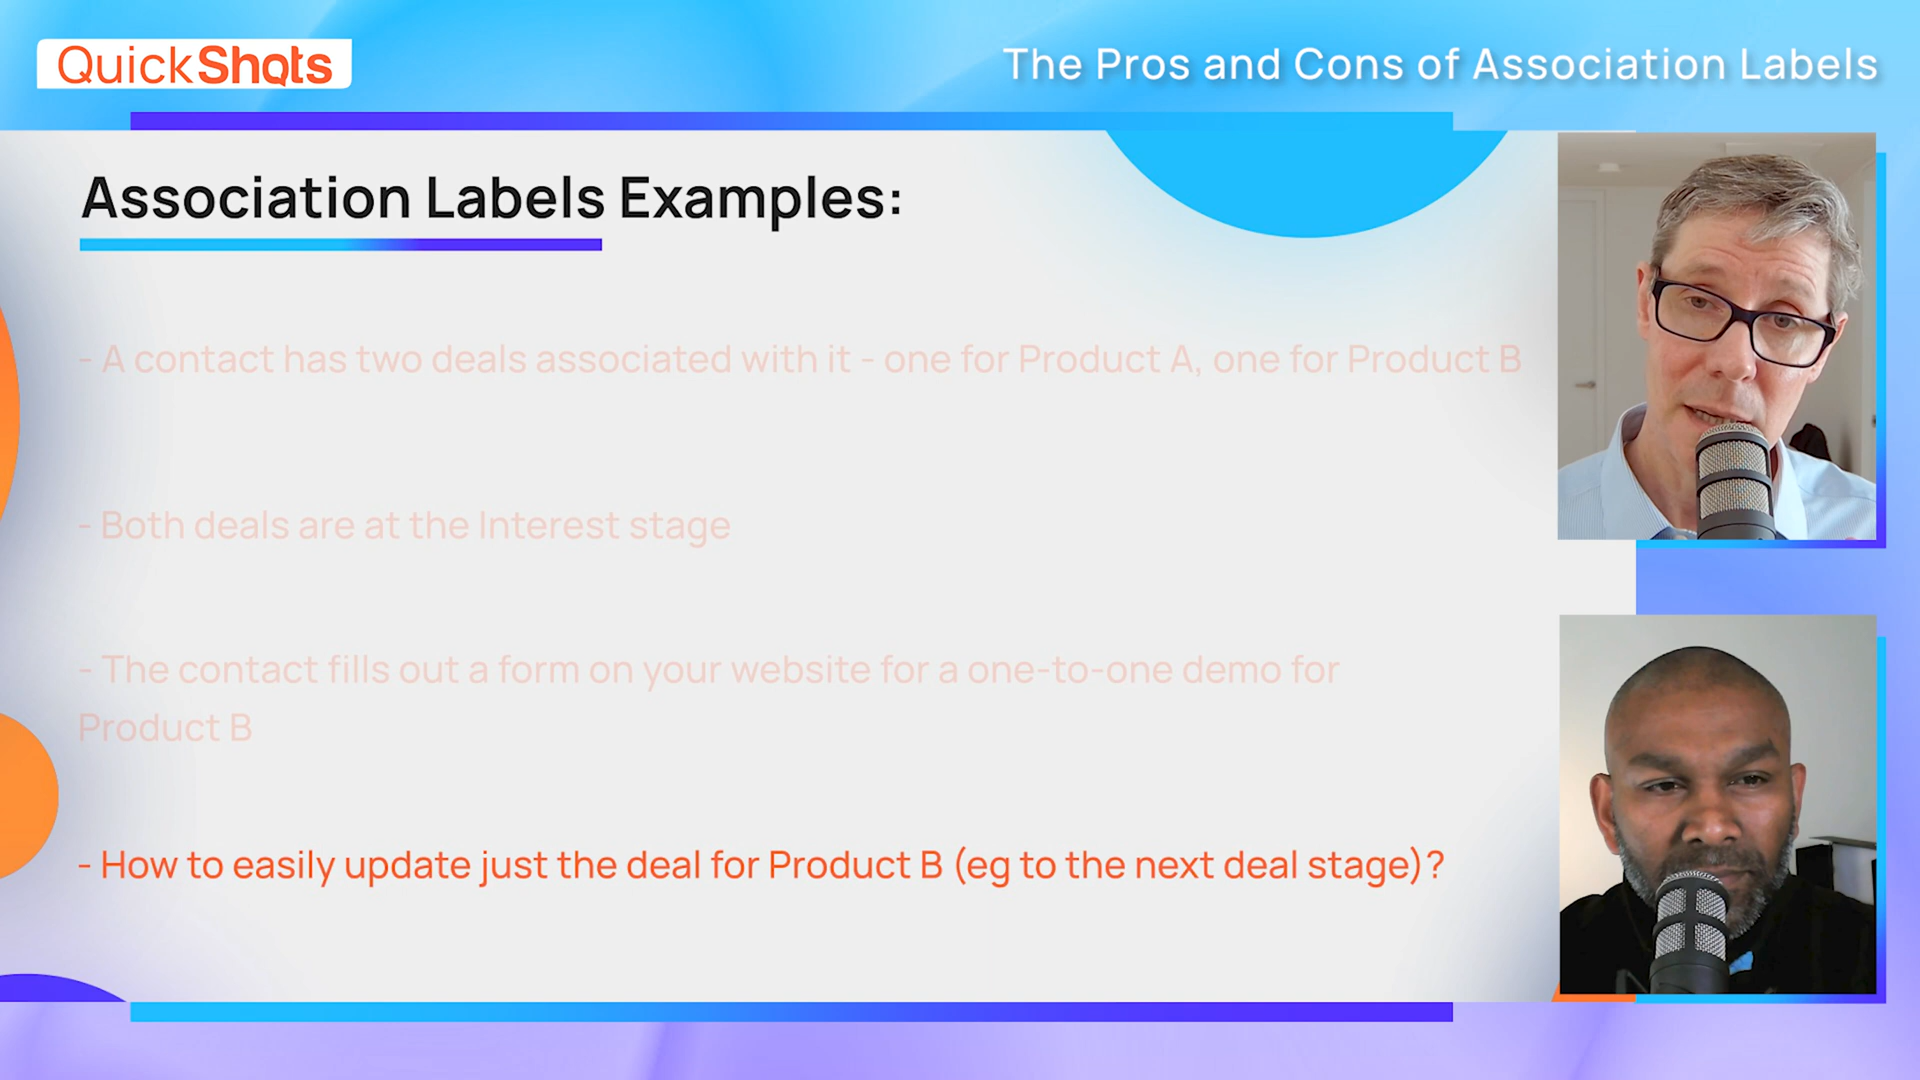 QuickShots
The Pros and Cons of Association Labels
Association Labels Examples:
- A contact has two deals associated with it - one for Product A, one for Product B
- Both deals are at the Interest stage
- The contact fills out a form on your website for a one-to-one demo for
Product B
- How to easily update just the deal for Product B (eg to the next deal stage)?